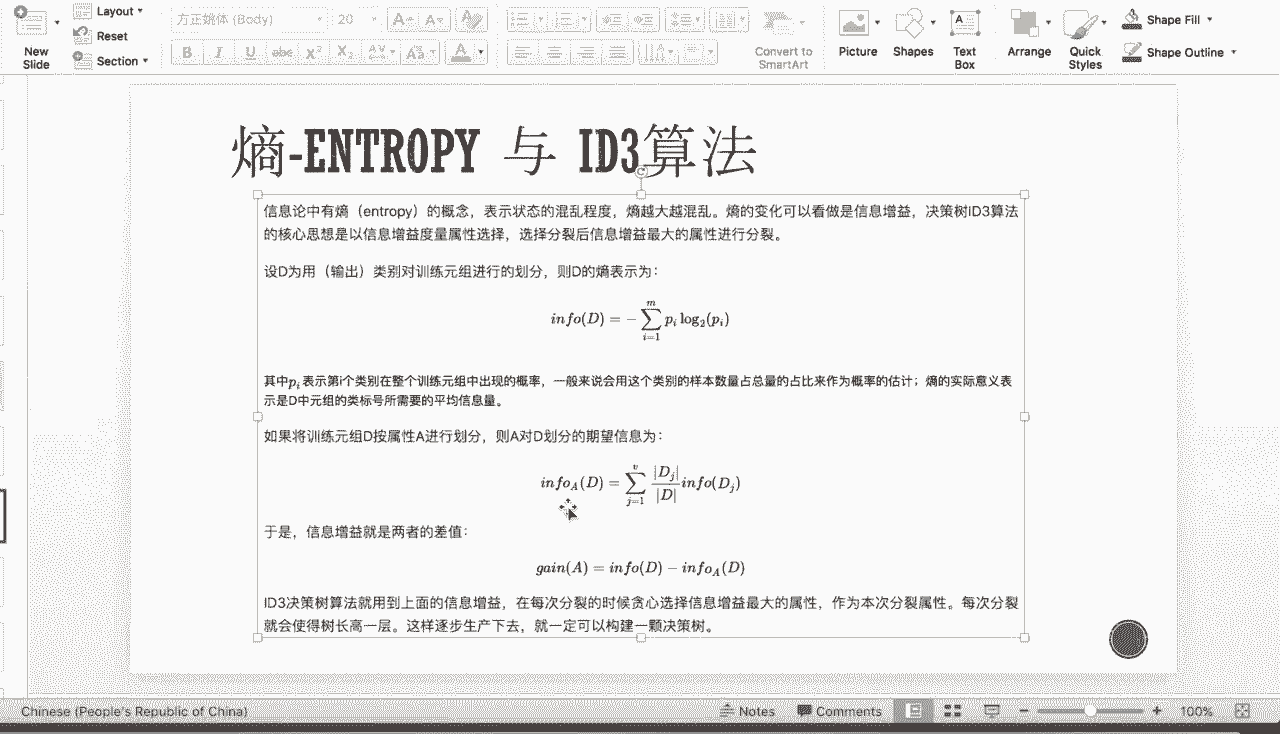 Layout
Reset
Section
New
Slide
方正姚体 (Body)
20
Convert to
SmartArt
Picture
Shapes
Text
Box
Arrange
Quick
Styles
Shape Fill
Shape Outline
熵-ENTROPY 与 ID3算法
信息论中有熵（entropy）的概念，表示状态的混乱程度，熵越大越混乱。熵的变化可以看做是信息增益，决策树ID3算法
的核心思想是以信息增益度量属性选择，选择分裂后信息增益最大的属性进行分裂。
设D为用（输出）类别对训练元组进行的划分，则D的熵表示为：
info(D) = − ∑_{i=1}^{m} p_i log_2(p_i)
其中p_i表示第i个类别在整个训练元组中出现的概率，一般来说会用这个类别的样本数量占总量的占比来作为概率的估计；熵的实际意义表
示是D中元组的类标号所需要的平均信息量。
如果将训练元组D按属性A进行划分，则A对D划分的期望信息为：
info_A(D) = ∑_{j=1}^{v} |D_j|/|D| info(D_j)
于是，信息增益就是两者的差值：
gain(A) = info(D) − info_A(D)
ID3决策树算法就用到上面的信息增益，在每次分裂的时候贪心选择信息增益最大的属性，作为本次分裂属性。每次分裂
就会使得树长高一层。这样逐步生产下去，就一定可以构建一颗决策树。
Chinese (People's Republic of China)
Notes
Comments
100%